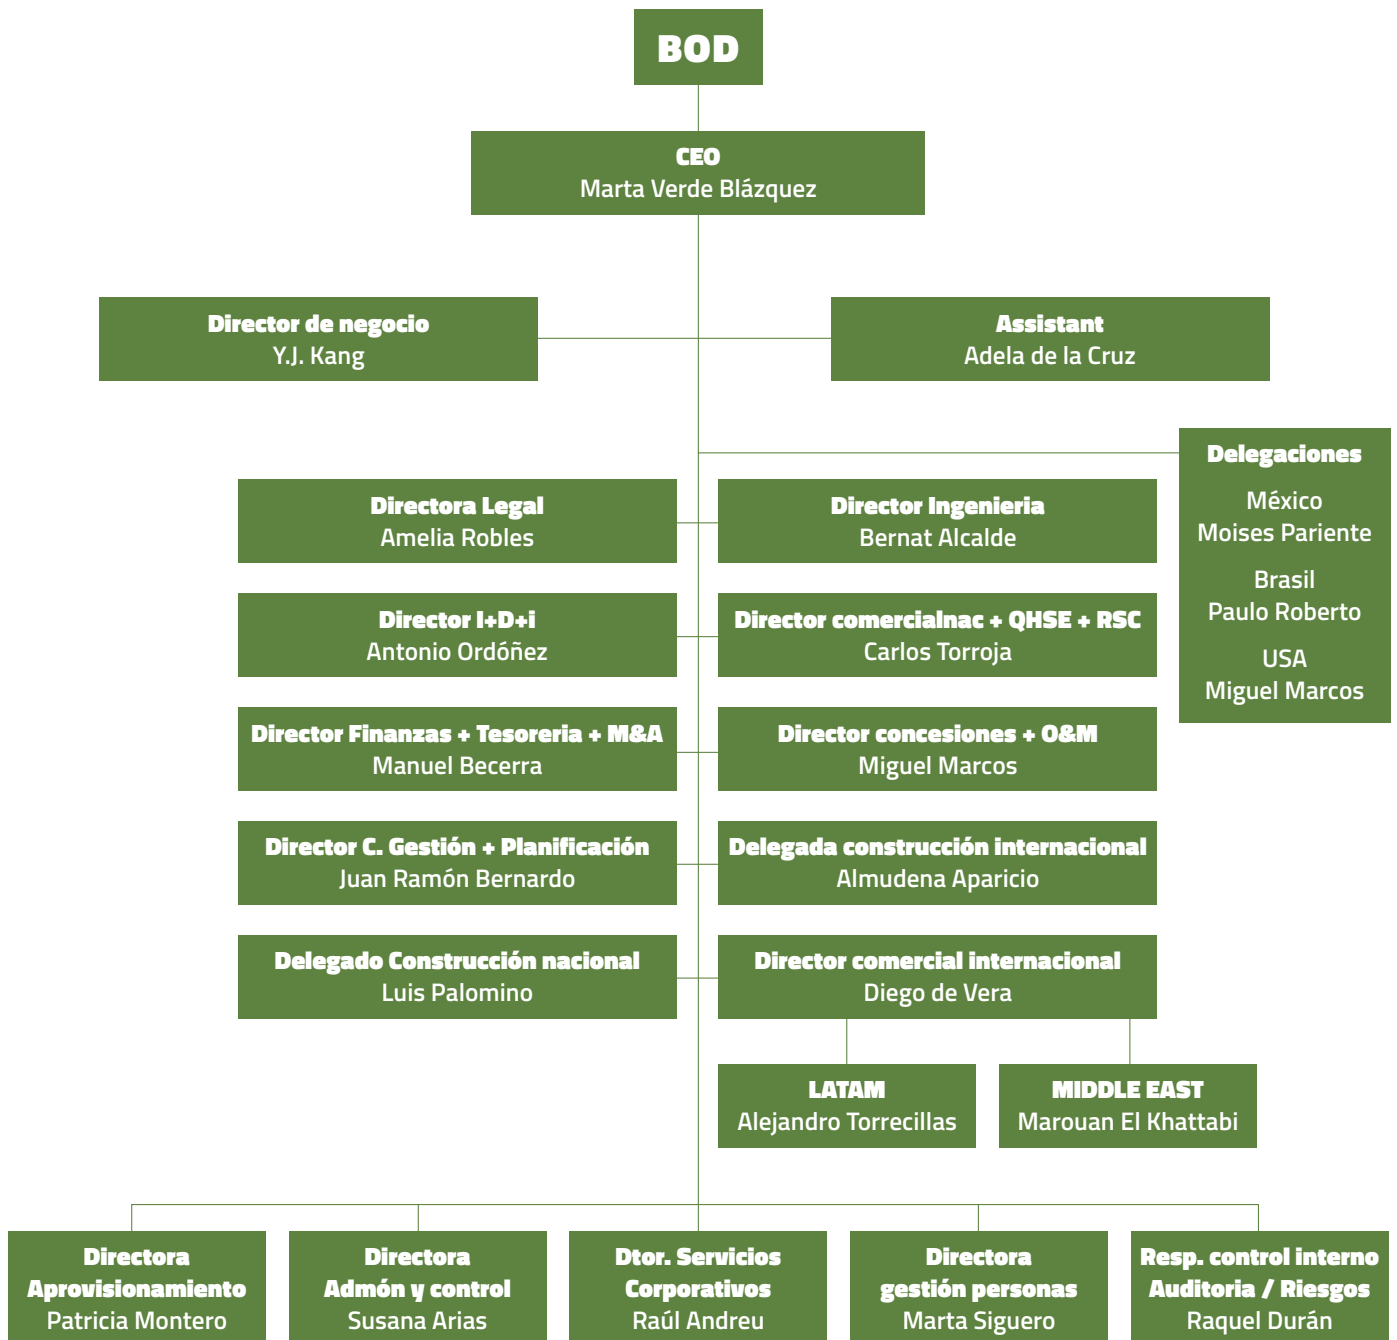 BOD
CEO
Marta Verde Blázquez
Director de negocio
Y.J. Kang
Assistant
Adela de la Cruz
Delegaciones
México
Moises Pariente
Brasil
Paulo Roberto
USA
Miguel Marcos
Directora Legal
Amelia Robles
Director Ingenieria
Bernat Alcalde
Director I+D+i
Antonio Ordóñez
Director comercialnac + QHSE + RSC
Carlos Torroja
Director Finanzas + Tesoreria + M&A
Manuel Becerra
Director concesiones + O&M
Miguel Marcos
Director C. Gestión + Planificación
Juan Ramón Bernardo
Delegada construcción internacional
Almudena Aparicio
Delegado Construcción nacional
Luis Palomino
Director comercial internacional
Diego de Vera
LATAM
Alejandro Torrecillas
MIDDLE EAST
Marouan El Khattabi
Directora
Aprovisionamiento
Patricia Montero
Directora
Admón y control
Susana Arias
Dtor. Servicios
Corporativos
Raúl Andreu
Directora
gestión personas
Marta Siguero
Resp. control interno
Auditoria / Riesgos
Raquel Durán